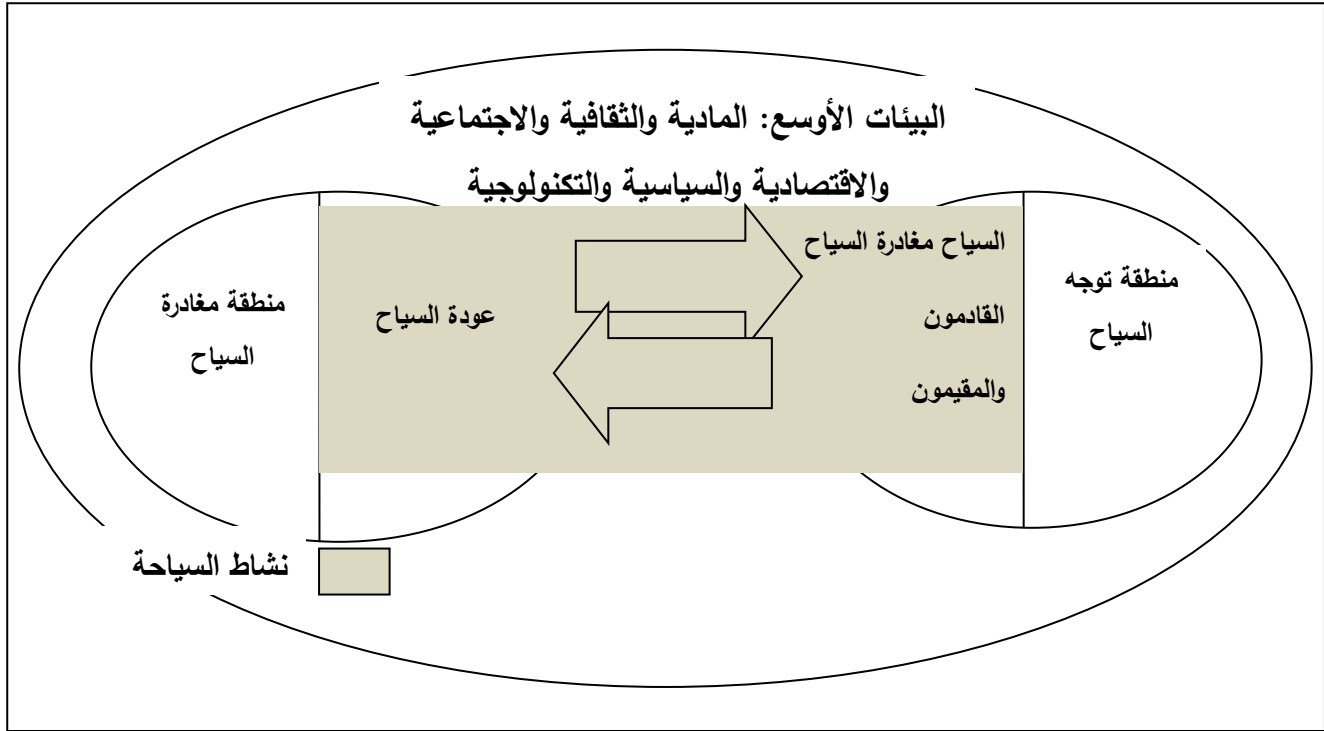 البيئات الأوسع: المادية والثقافية والاجتماعية
والاقتصادية والسياسية والتكنولوجية
منطقة توجه
السياح
السياح مغادرة السياح
القادمون
والمقيمون
عودة السياح
منطقة مغادرة
السياح
نشاط السياحة